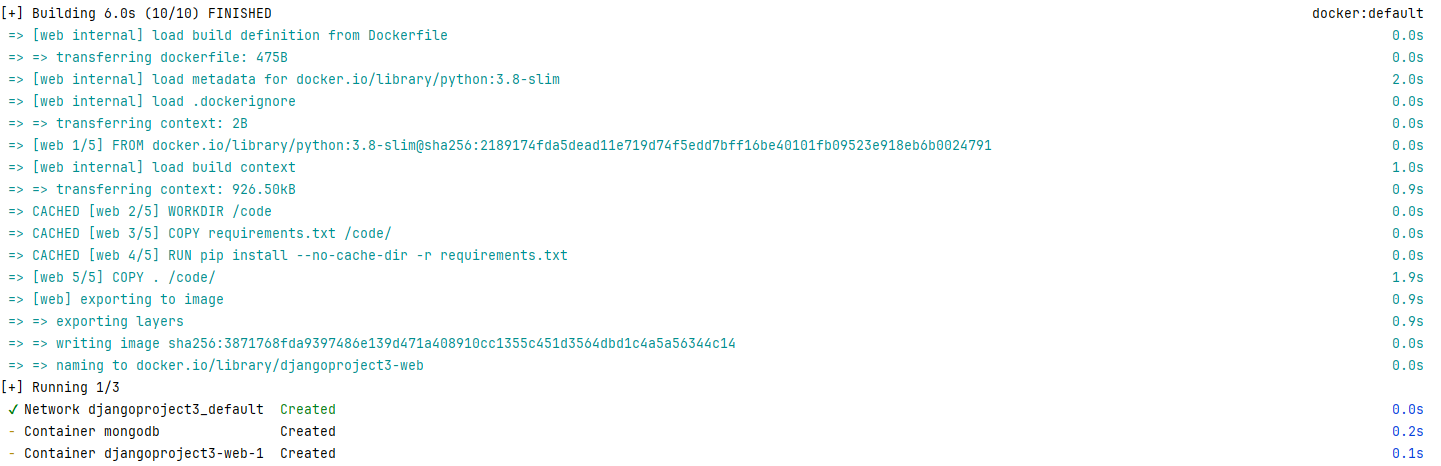 [+] Building 6.0s (10/10) FINISHED docker:default
=> [web internal] load build definition from Dockerfile 0.0s
=> => transferring dockerfile: 475B 0.0s
=> [web internal] load metadata for docker.io/library/python:3.8-slim 2.0s
=> [web internal] load .dockerignore 0.0s
=> => transferring context: 2B 0.0s
=> [web 1/5] FROM docker.io/library/python:3.8-slim@sha256:2189174fda5dead11e719d74f5edd7bff16be40101fb09523e918eb6b0024791 0.0s
=> [web internal] load build context 1.0s
=> => transferring context: 926.50kB 0.9s
=> CACHED [web 2/5] WORKDIR /code 0.0s
=> CACHED [web 3/5] COPY requirements.txt /code/ 0.0s
=> CACHED [web 4/5] RUN pip install --no-cache-dir -r requirements.txt 0.0s
=> [web 5/5] COPY . /code/ 1.9s
=> [web] exporting to image 0.9s
=> => exporting layers 0.9s
=> => writing image sha256:3871768fda9397486e139d471a408910cc1355c451d3564dbd1c4a5a56344c14 0.0s
=> => naming to docker.io/library/djangoproject3-web 0.0s
[+] Running 1/3
✓ Network djangoproject3_default Created 0.0s
- Container mongodb Created 0.2s
- Container djangoproject3-web-1 Created 0.1s